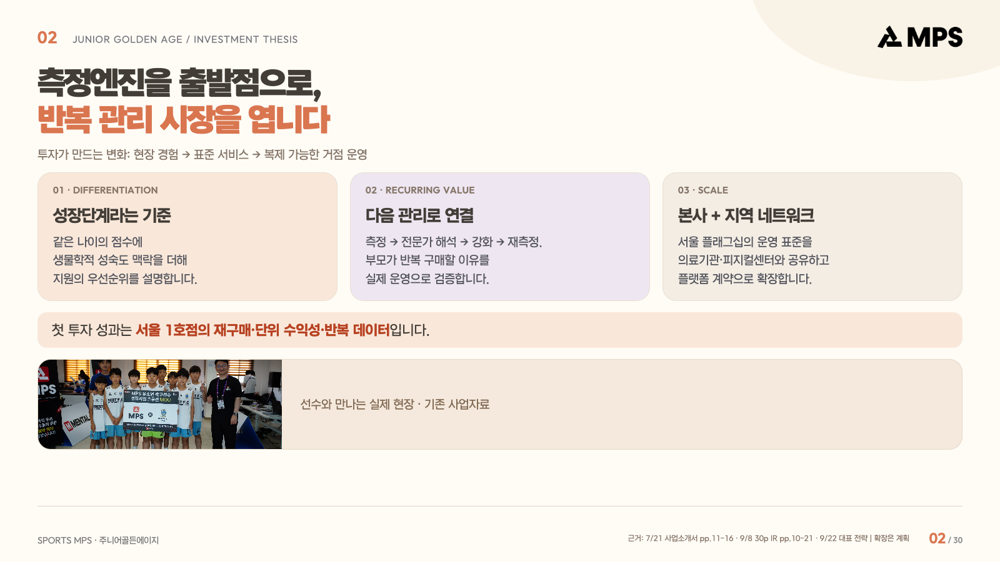 02 JUNIOR GOLDEN AGE / INVESTMENT THESIS
MPS
측정엔진을 출발점으로,
반복 관리 시장을 엽니다
투자가 만드는 변화: 현장 경험 → 표준 서비스 → 복제 가능한 거점 운영
01 · DIFFERENTIATION
성장단계라는 기준
같은 나이의 점수에
생물학적 성숙도 맥락을 더해
지원의 우선순위를 설명합니다.
02 · RECURRING VALUE
다음 관리로 연결
측정 → 전문가 해석 → 강화 → 재측정.
부모가 반복 구매할 이유를
실제 운영으로 검증합니다.
03 · SCALE
본사 + 지역 네트워크
서울 플래그십의 운영 표준을
의료기관·피지컬센터와 공유하고
플랫폼 계약으로 확장합니다.
첫 투자 성과는 서울 1호점의 재구매·단위 수익성·반복 데이터입니다.
MPS 유소년 축구선수
성장지원 솔루션 MOU
MPS
MENTAL
선수와 만나는 실제 현장 · 기존 사업자료
SPORTS MPS · 주니어골든에이지
근거: 7/21 사업소개서 pp.11–16 · 9/8 30p IR pp.10–21 · 9/22 대표 전략 | 확장은 계획
02 / 30